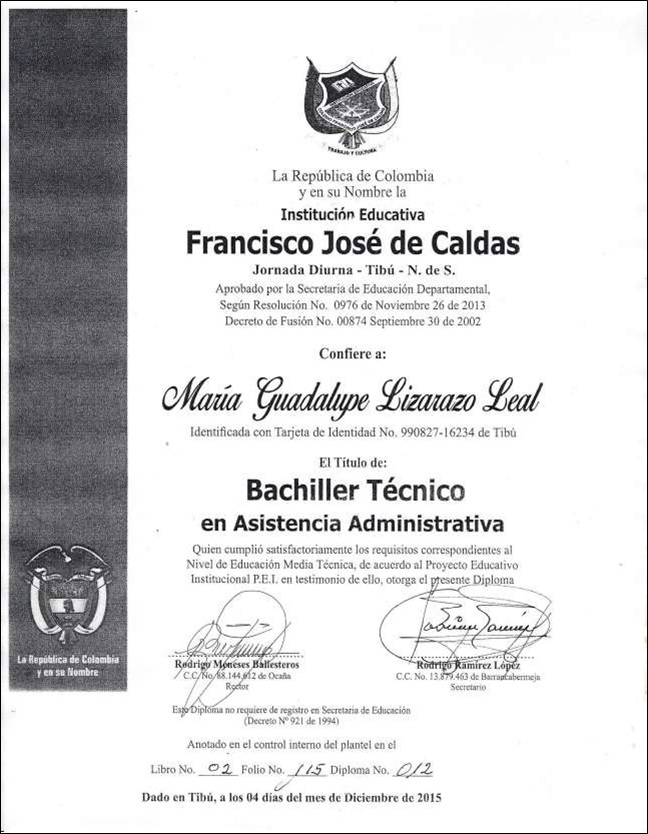 TRABAJO Y CULTURA
La República de Colombia
y en su Nombre la
Institución Educativa
Francisco José de Caldas
Jornada Diurna - Tibú - N. de S.
Aprobado por la Secretaria de Educación Departamental,
Según Resolución No. 0976 de Noviembre 26 de 2013
Decreto de Fusión No. 00874 Septiembre 30 de 2002
Confiere a:
María Guadalupe Lizarazo Leal
Identificada con Tarjeta de Identidad No. 990827-16234 de Tibú
El Título de:
Bachiller Técnico
en Asistencia Administrativa
Quien cumplió satisfactoriamente los requisitos correspondientes al
Nivel de Educación Media Técnica, de acuerdo al Proyecto Educativo
Institucional P.E.I. en testimonio de ello, otorga el presente Diploma
Rodrigo Meneses Ballesteros
C.C. No. 88.144.612 de Ocaña
Rector
Rodrigo Ramírez López
C.C. No. 13.879.463 de Barrancabermeja
Secretario
La República de Colombia
y en su Nombre
Este Diploma no requiere de registro en Secretaria de Educación
(Decreto Nº 921 de 1994)
Anotado en el control interno del plantel en el
Libro No. 02 Folio No. 115 Diploma No. 012
Dado en Tibú, a los 04 días del mes de Diciembre de 2015